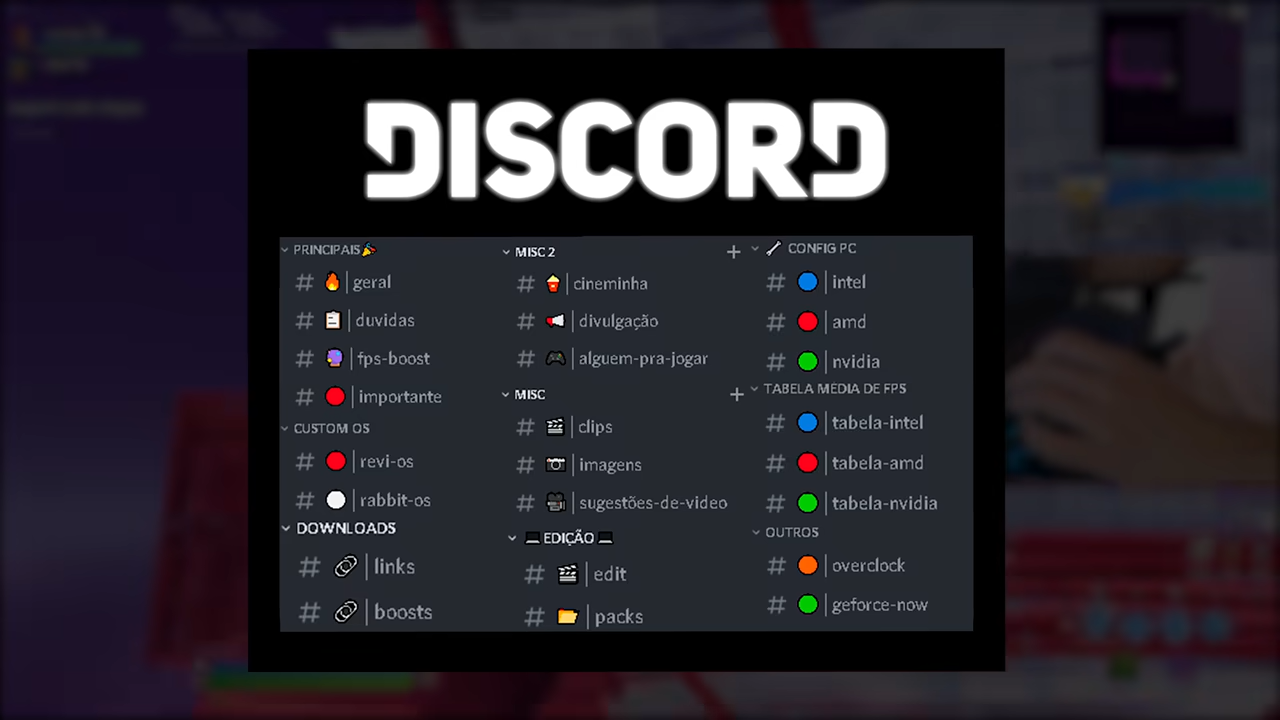 DISCORD
PRINCIPAIS
# | geral
# | duvidas
# | fps-boost
# | importante
CUSTOM OS
# | revi-os
# | rabbit-os
DOWNLOADS
# | links
# | boosts
MISC 2 +
# | cineminha
# | divulgação
# | alguem-pra-jogar
MISC +
# | clips
# | imagens
# | sugestões-de-video
EDIÇÃO
# | edit
# | packs
CONFIG PC
# | intel
# | amd
# | nvidia
TABELA MÉDIA DE FPS
# | tabela-intel
# | tabela-amd
# | tabela-nvidia
OUTROS
# | overclock
# | geforce-now